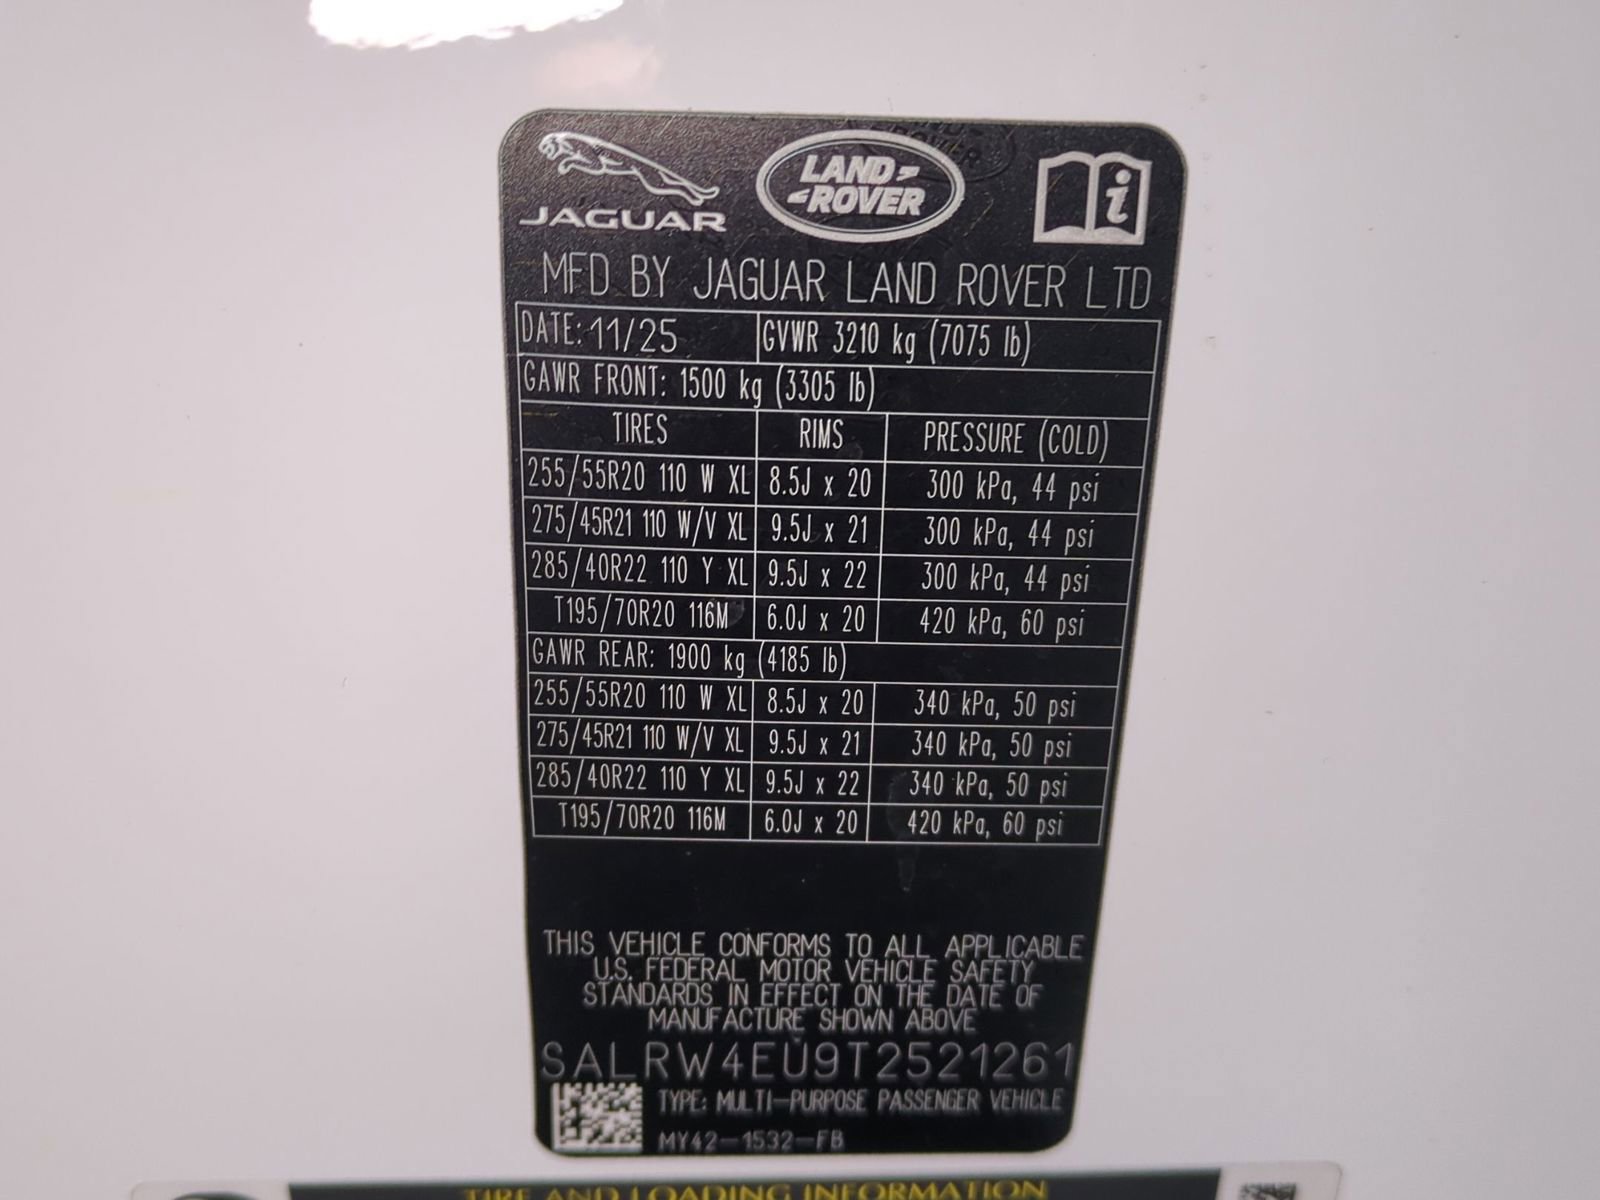 JAGUAR
LAND
ROVER
i
MFD BY JAGUAR LAND ROVER LTD
DATE: 11/25 GVWR 3210 kg (7075 lb)
GAWR FRONT: 1500 kg (3305 lb)
TIRES RIMS PRESSURE (COLD)
255/55R20 110 W XL 8.5J x 20 300 kPa, 44 psi
275/45R21 110 W/V XL 9.5J x 21 300 kPa, 44 psi
285/40R22 110 Y XL 9.5J x 22 300 kPa, 44 psi
T195/70R20 116M 6.0J x 20 420 kPa, 60 psi
GAWR REAR: 1900 kg (4185 lb)
255/55R20 110 W XL 8.5J x 20 340 kPa, 50 psi
275/45R21 110 W/V XL 9.5J x 21 340 kPa, 50 psi
285/40R22 110 Y XL 9.5J x 22 340 kPa, 50 psi
T195/70R20 116M 6.0J x 20 420 kPa, 60 psi
THIS VEHICLE CONFORMS TO ALL APPLICABLE
U.S. FEDERAL MOTOR VEHICLE SAFETY
STANDARDS IN EFFECT ON THE DATE OF
MANUFACTURE SHOWN ABOVE
SALRW4EU9T2521261
TYPE: MULTI-PURPOSE PASSENGER VEHICLE
MY42-1532-FB
TIRE AND LOADING INFORMATION